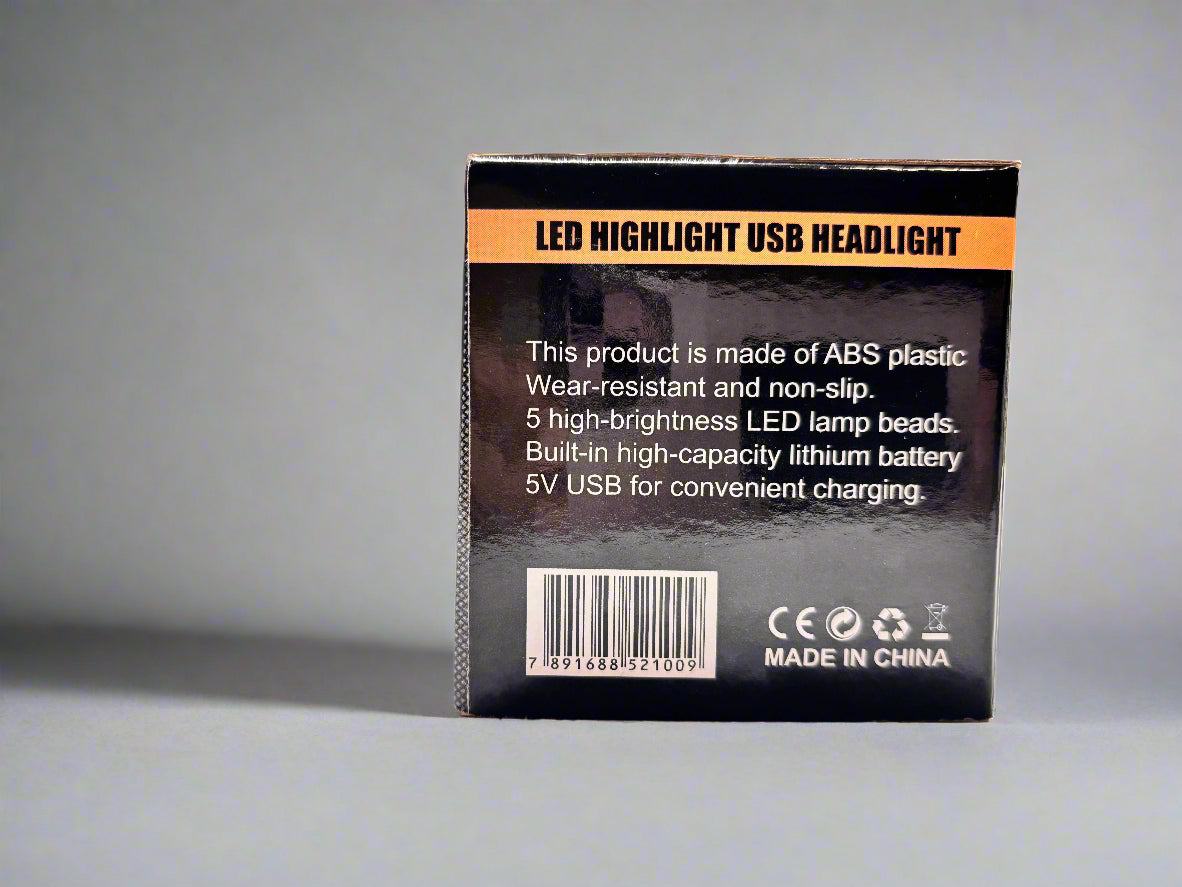 LED HIGHLIGHT USB HEADLIGHT
This product is made of ABS plastic
Wear-resistant and non-slip.
5 high-brightness LED lamp beads.
Built-in high-capacity lithium battery
5V USB for convenient charging.
7 891688 521009
CE
MADE IN CHINA